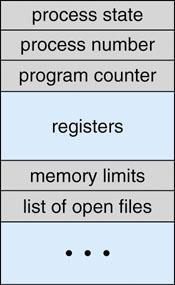 process state
process number
program counter
registers
memory limits
list of open files
• • •